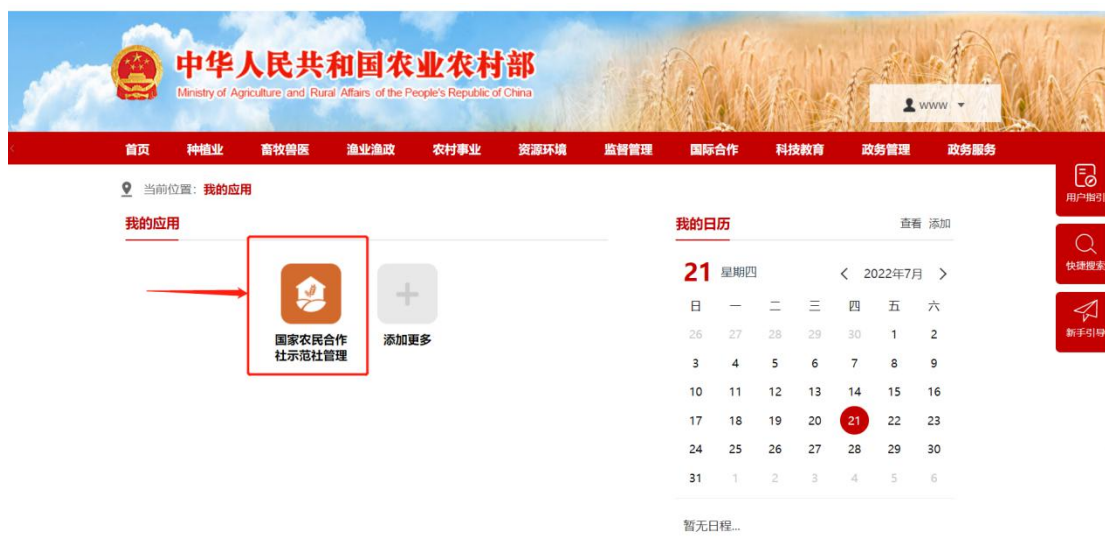 中华人民共和国农业农村部
Ministry of Agriculture and Rural Affairs of the People's Republic of China
www
首页 种植业 畜牧兽医 渔业渔政 农村事业 资源环境 监督管理 国际合作 科技教育 政务管理 政务服务
当前位置：我的应用
我的应用
国家农民合作
社示范社管理
添加更多
我的日历 查看 添加
21 星期四 < 2022年7月 >
日 一 二 三 四 五 六
26 27 28 29 30 1 2
3 4 5 6 7 8 9
10 11 12 13 14 15 16
17 18 19 20 21 22 23
24 25 26 27 28 29 30
31 1 2 3 4 5 6
暂无日程...
用户指引
快捷搜索
新手引导